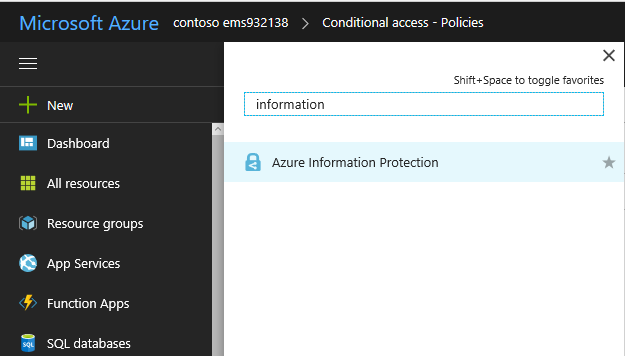 Microsoft Azure contoso ems932138 > Conditional access - Policies
Shift+Space to toggle favorites
information
New
Azure Information Protection
Dashboard
All resources
Resource groups
App Services
Function Apps
SQL databases